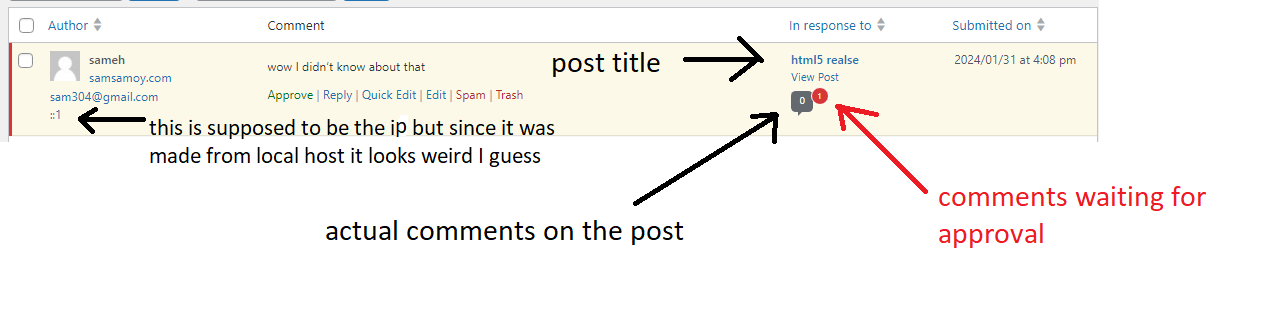 Author Comment In response to Submitted on
sameh
samsamoy.com
sam304@gmail.com
::1
wow I didn't know about that
Approve | Reply | Quick Edit | Edit | Spam | Trash
post title
html5 realse
View Post
0 1
2024/01/31 at 4:08 pm
this is supposed to be the ip but since it was
made from local host it looks weird I guess
actual comments on the post
comments waiting for
approval